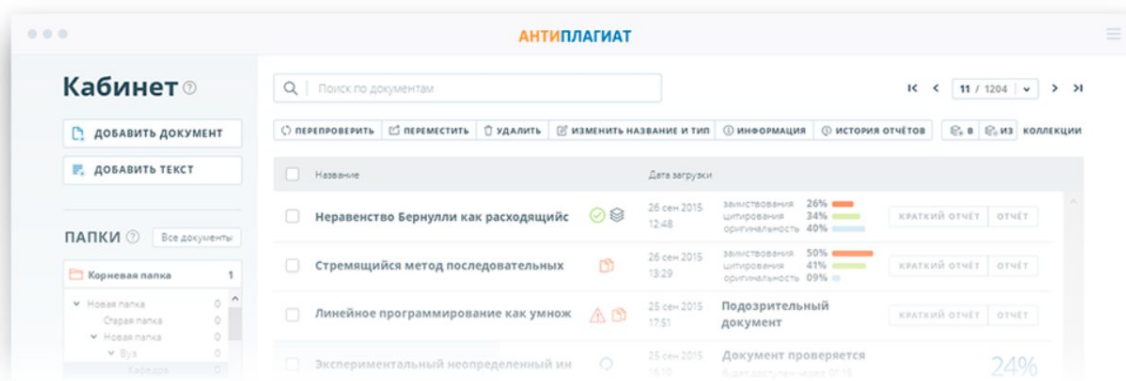 АНТИПЛАГИАТ
Кабинет
Поиск по документам
11 / 1204
ДОБАВИТЬ ДОКУМЕНТ
ДОБАВИТЬ ТЕКСТ
ПЕРЕПРОВЕРИТЬ ПЕРЕМЕСТИТЬ УДАЛИТЬ ИЗМЕНИТЬ НАЗВАНИЕ И ТИП ИНФОРМАЦИЯ ИСТОРИЯ ОТЧЁТОВ В ИЗ КОЛЛЕКЦИИ
Название Дата загрузки
ПАПКИ Все документы
Корневая папка 1
Новая папка 0
Старая папка 0
Новая папка 0
Вуз 0
Кафедра 0
Неравенство Бернулли как расходящийс
26 сен 2015
12:48
заимствования 26%
цитирования 34%
оригинальность 40%
КРАТКИЙ ОТЧЁТ ОТЧЁТ
Стремящийся метод последовательных
26 сен 2015
13:29
заимствования 50%
цитирования 41%
оригинальность 09%
КРАТКИЙ ОТЧЁТ ОТЧЁТ
Линейное программирование как умнож
25 сен 2015
17:51
Подозрительный
документ
КРАТКИЙ ОТЧЁТ ОТЧЁТ
Экспериментальный неопределенный ин
25 сен 2015
Документ проверяется
24%